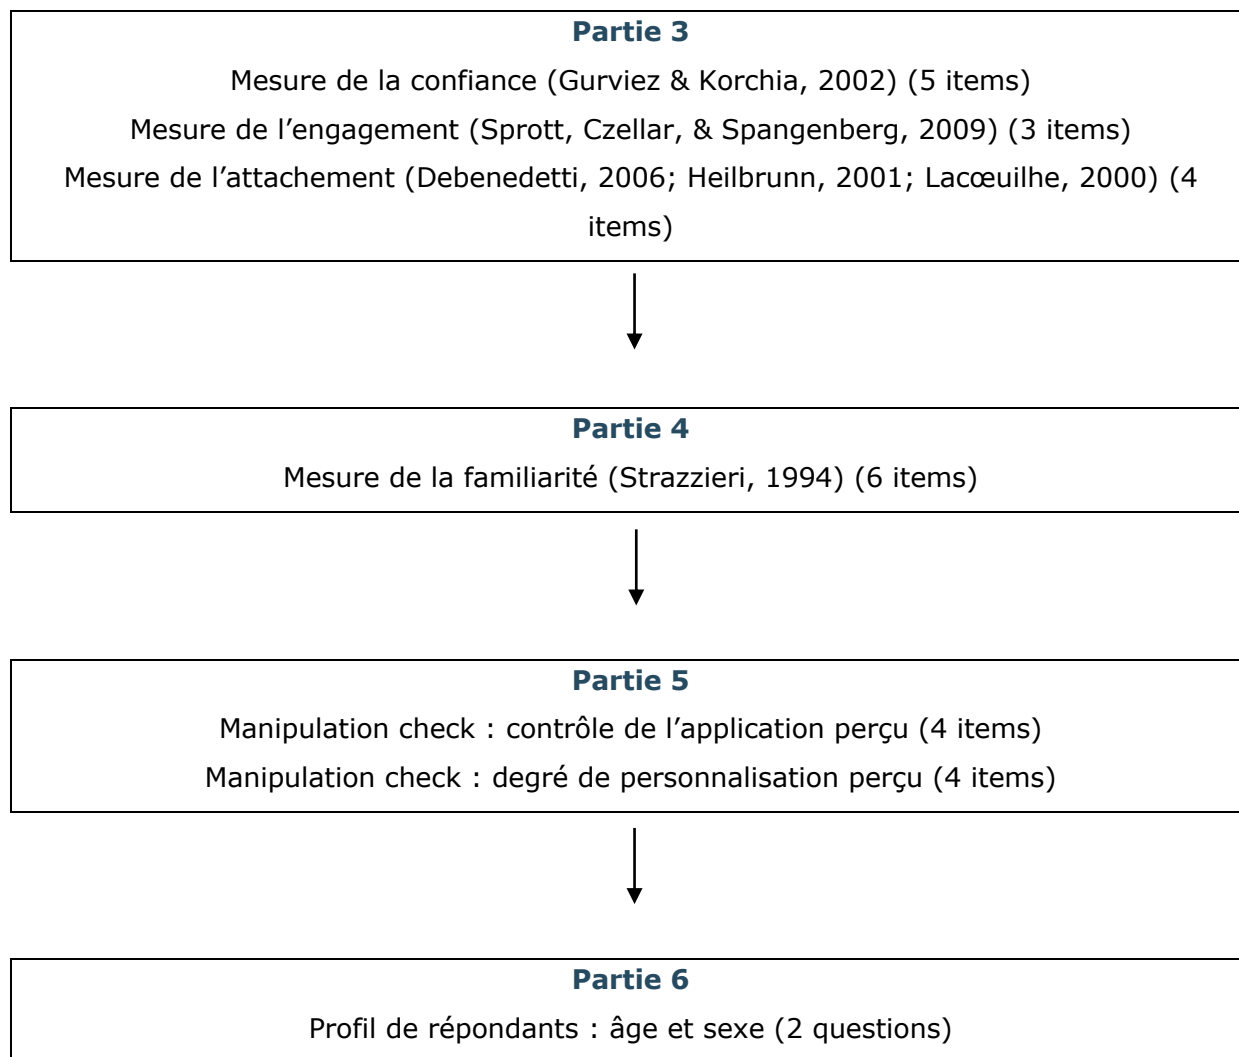 Partie 3
Mesure de la confiance (Gurviez & Korchia, 2002) (5 items)
Mesure de l’engagement (Sprott, Czellar, & Spangenberg, 2009) (3 items)
Mesure de l’attachement (Debenedetti, 2006; Heilbrunn, 2001; Lacœuilhe, 2000) (4
items)
Partie 4
Mesure de la familiarité (Strazzieri, 1994) (6 items)
Partie 5
Manipulation check : contrôle de l’application perçu (4 items)
Manipulation check : degré de personnalisation perçu (4 items)
Partie 6
Profil de répondants : âge et sexe (2 questions)